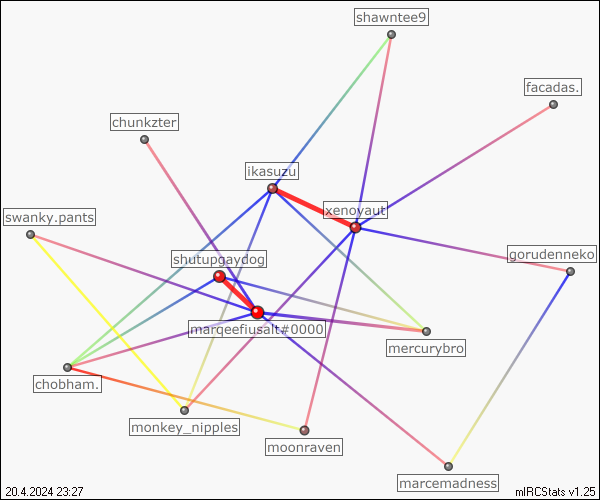 shawntee9
facadas.
chunkzter
ikasuzu
xenoyaut
swanky.pants
shutupgaydog
gorudenneko
marqeefiusalt#0000
mercurybro
chobham.
monkey_nipples
moonraven
marcemadness
20.4.2024 23:27
mIRCStats v1.25